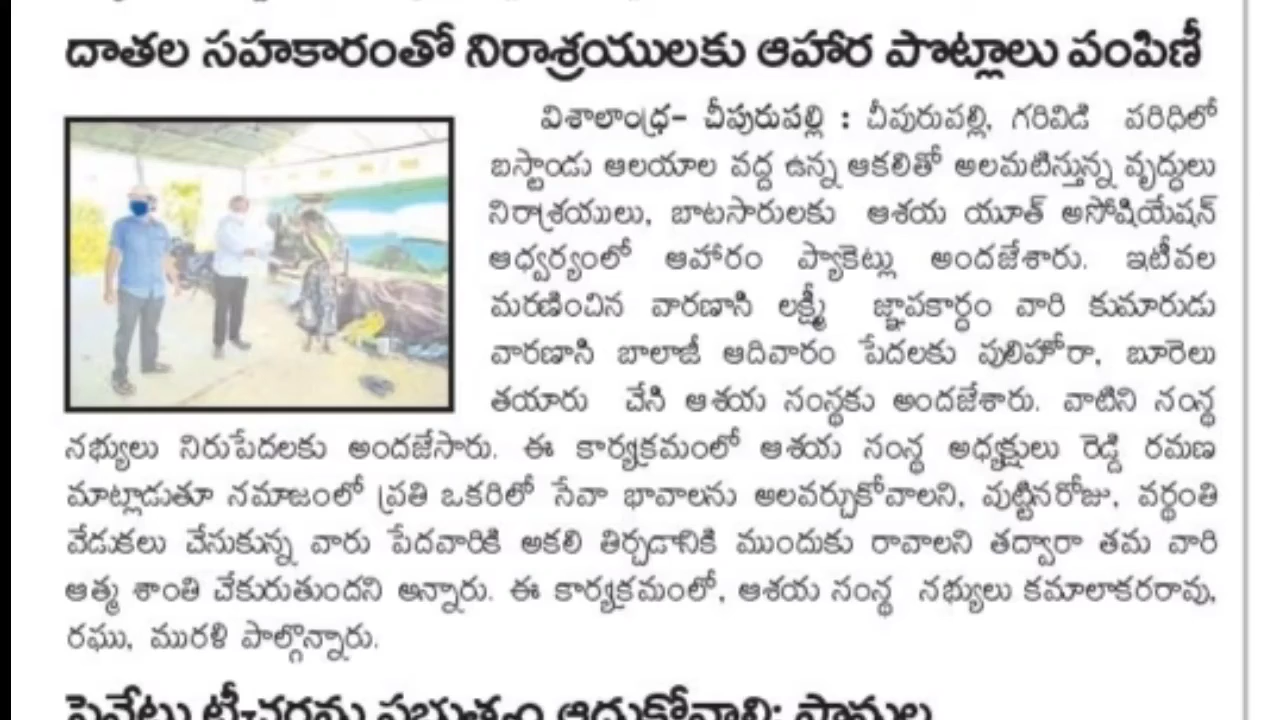 దాతల సహకారంతో నిరాశ్రయులకు ఆహార పొట్లాలు పంపిణీ
విశాలాంధ్ర- చీపురుపల్లి : చీపురుపల్లి, గరివిడి పరిధిలో
బస్టాండు ఆలయాల వద్ద ఉన్న ఆకలితో అలమటిస్తున్న వృద్ధులు
నిరాశ్రయులు, బాటసారులకు ఆశయ యూత్ అసోషియేషన్
ఆధ్వర్యంలో ఆహారం ప్యాకెట్లు అందజేశారు. ఇటీవల
మరణించిన వారణాసి లక్ష్మీ జ్ఞాపకార్ధం వారి కుమారుడు
వారణాసి బాలాజీ ఆదివారం పేదలకు పులిహోరా, బూరెలు
తయారు చేసి ఆశయ సంస్థకు అందజేశారు. వాటిని సంస్థ
సభ్యులు నిరుపేదలకు అందజేసారు. ఈ కార్యక్రమంలో ఆశయ సంస్థ అధ్యక్షులు రెడ్డి రమణ
మాట్లాడుతూ సమాజంలో ప్రతి ఒకరిలో సేవా భావాలను అలవర్చుకోవాలని, పుట్టినరోజు, వర్థంతి
వేడుకలు చేసుకున్న వారు పేదవారికి అకలి తిర్చడానికి ముందుకు రావాలని తద్వారా తమ వారి
ఆత్మ శాంతి చేకురుతుందని అన్నారు. ఈ కార్యక్రమంలో, ఆశయ సంస్థ సభ్యులు కమాలాకరరావు,
రఘు, మురళి పాల్గొన్నారు.